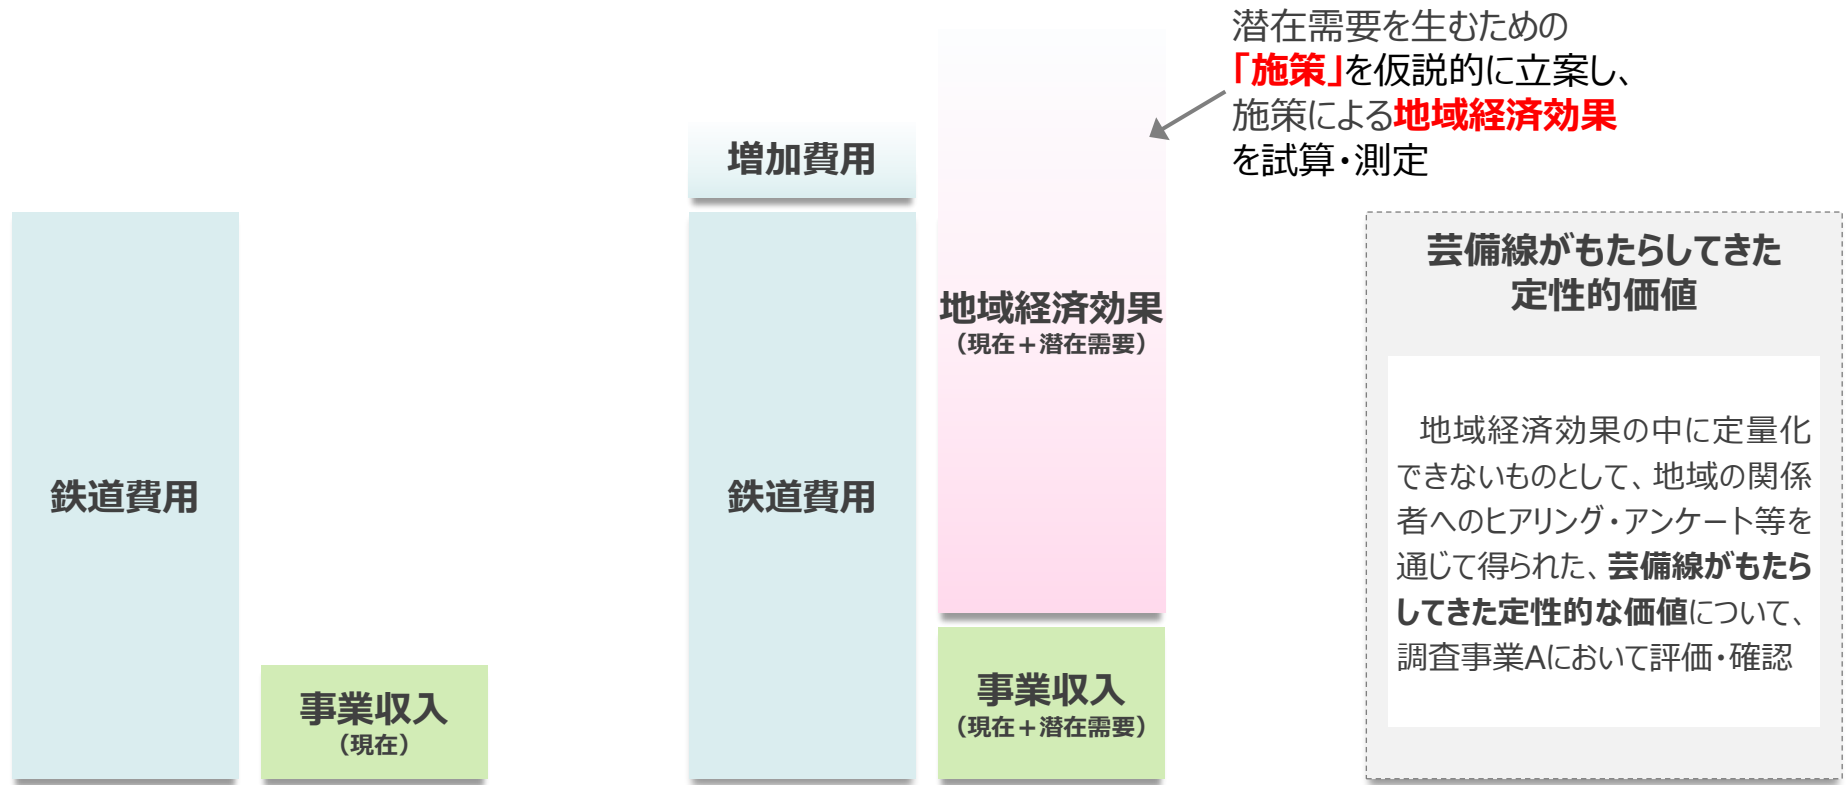 潜在需要を生むための
「施策」を仮説的に立案し、
施策による地域経済効果
を試算・測定
鉄道費用
事業収入
（現在）
増加費用
鉄道費用
地域経済効果
（現在＋潜在需要）
事業収入
（現在＋潜在需要）
芸備線がもたらしてきた
定性的価値
地域経済効果の中に定量化
できないものとして、地域の関係
者へのヒアリング・アンケート等を
通じて得られた、芸備線がもたら
してきた定性的な価値について、
調査事業Aにおいて評価・確認